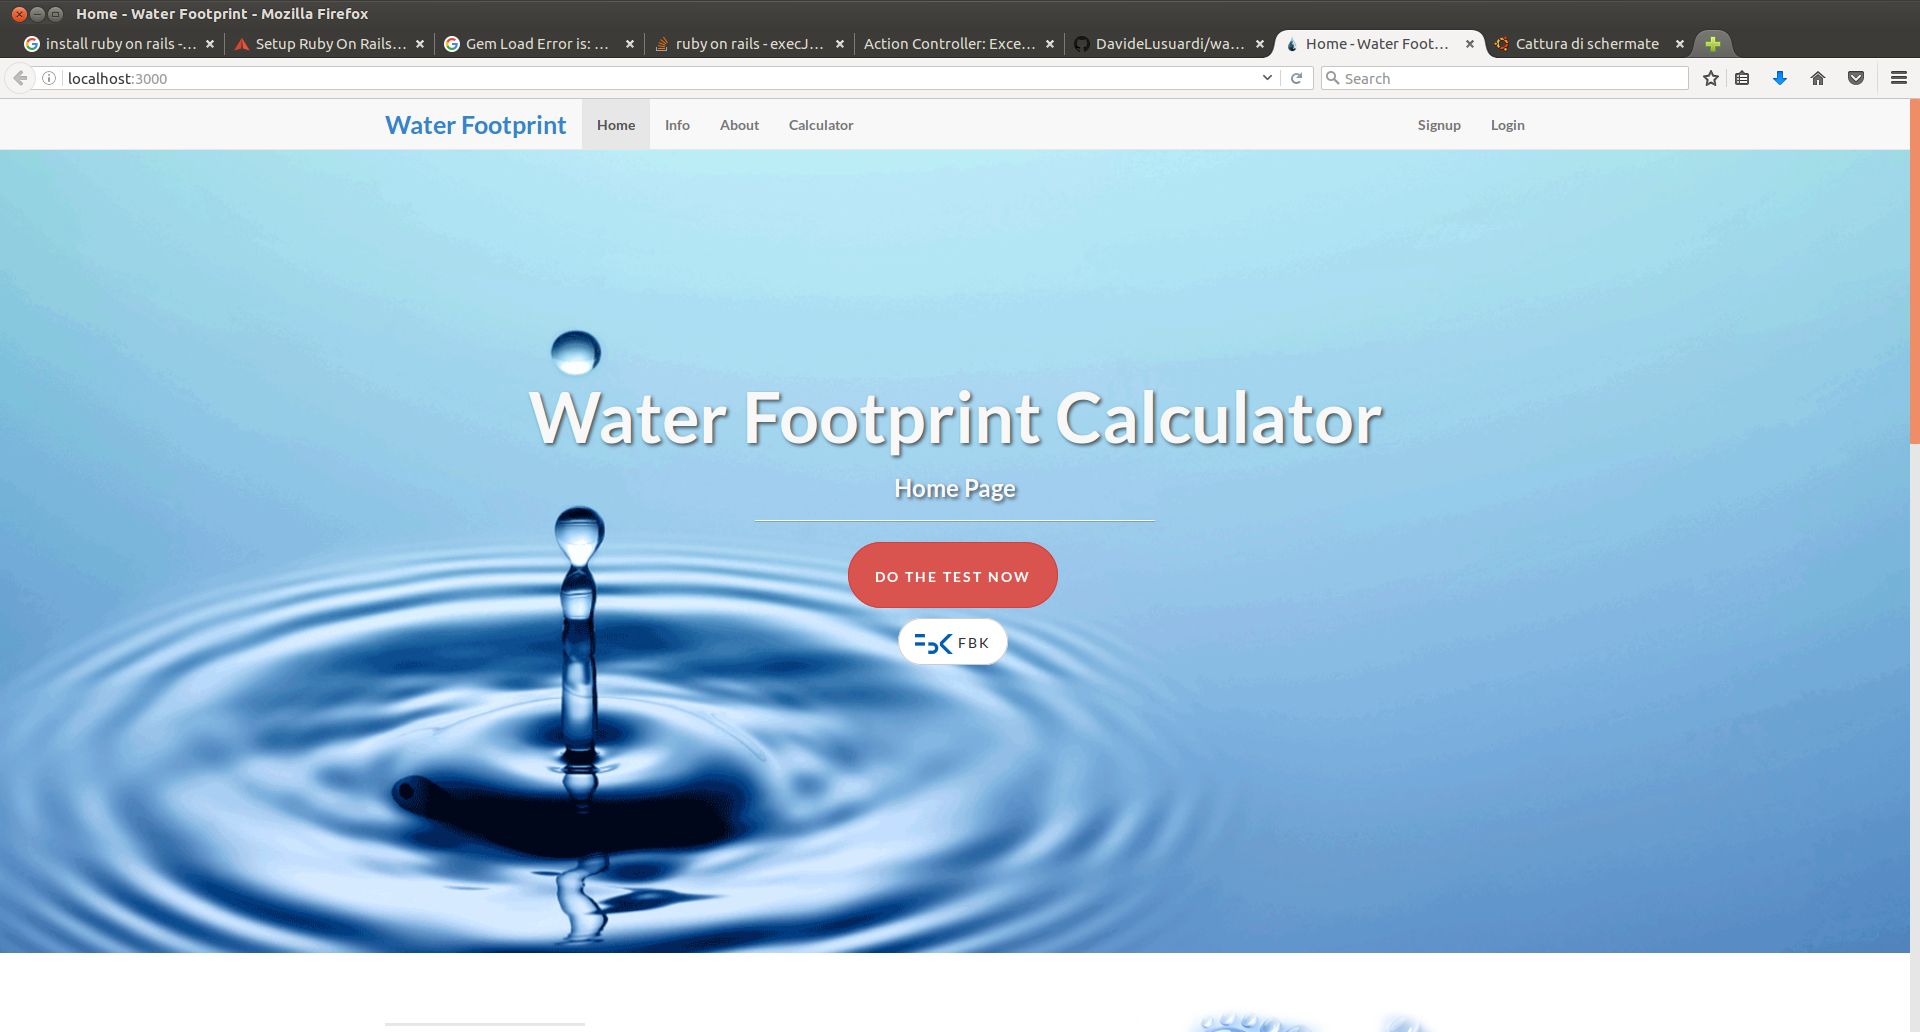 Home - Water Footprint - Mozilla Firefox
install ruby on rails -...
Setup Ruby On Rails...
Gem Load Error is: ...
ruby on rails - execJ...
Action Controller: Exce...
DavideLusuardi/wa...
Home - Water Foot...
Cattura di schermate
localhost:3000
Search
Water Footprint
Home
Info
About
Calculator
Signup
Login
Water Footprint Calculator
Home Page
DO THE TEST NOW
FBK